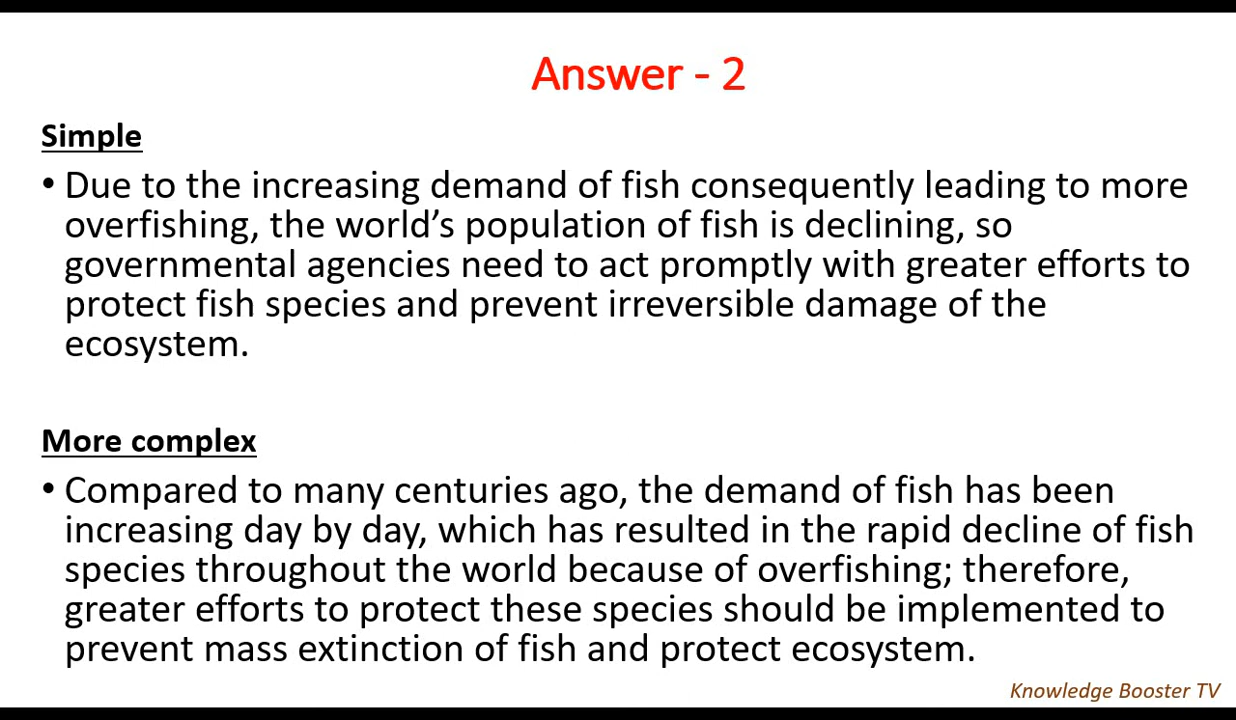 Answer - 2
Simple
• Due to the increasing demand of fish consequently leading to more
overfishing, the world’s population of fish is declining, so
governmental agencies need to act promptly with greater efforts to
protect fish species and prevent irreversible damage of the
ecosystem.
More complex
• Compared to many centuries ago, the demand of fish has been
increasing day by day, which has resulted in the rapid decline of fish
species throughout the world because of overfishing; therefore,
greater efforts to protect these species should be implemented to
prevent mass extinction of fish and protect ecosystem.
Knowledge Booster TV